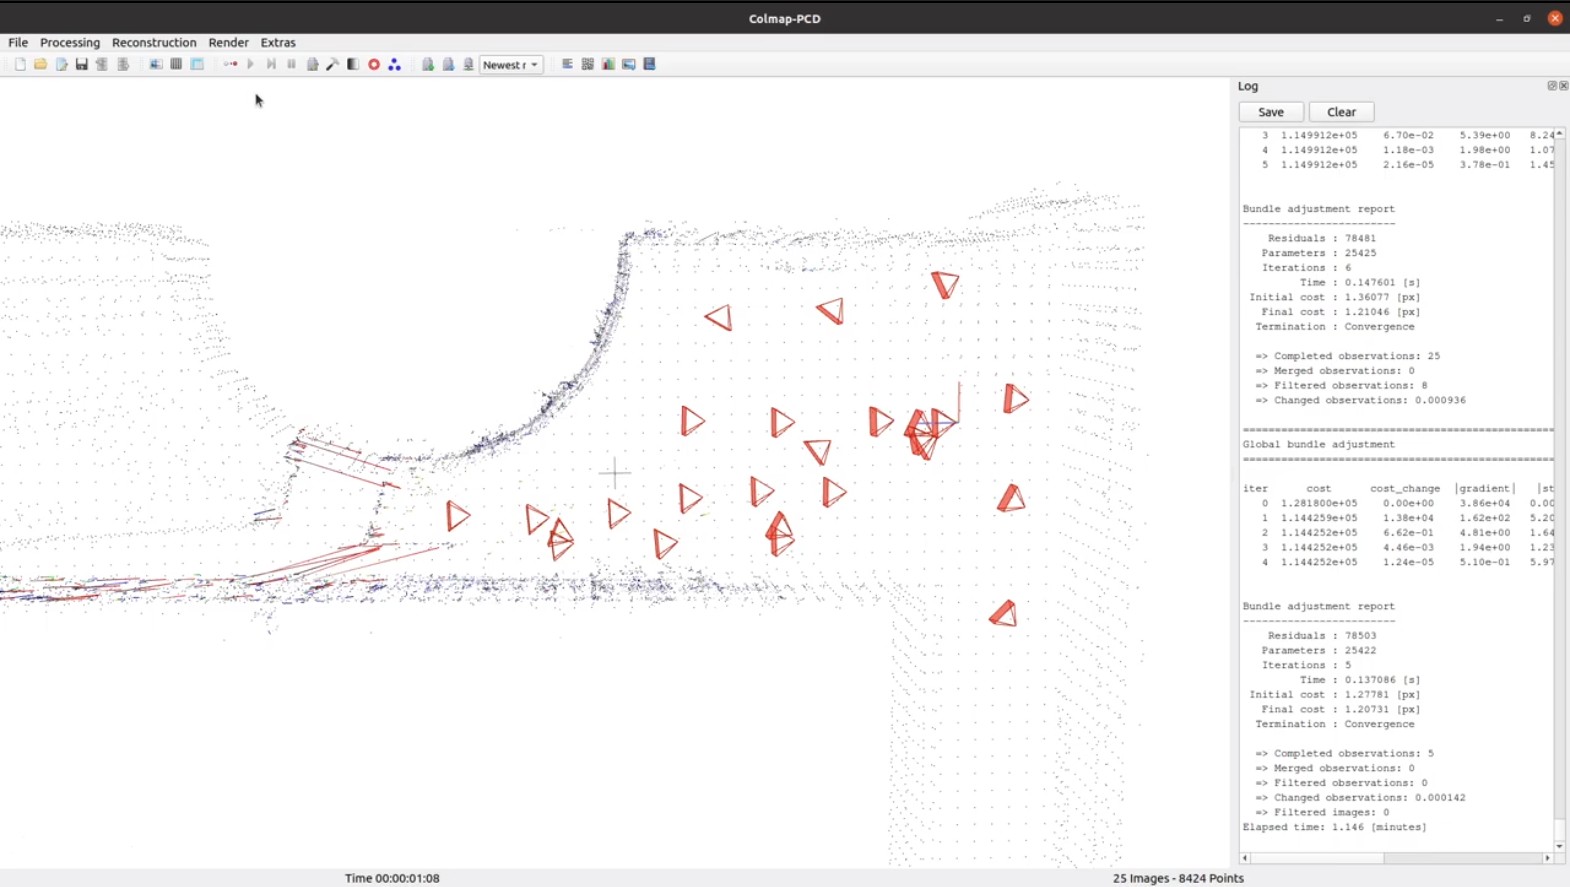 Colmap-PCD
File Processing Reconstruction Render Extras
Newest r
Log
Save Clear
3 1.149912e+05 6.70e-02 5.39e+00 8.24
4 1.149912e+05 1.18e-03 1.98e+00 1.07
5 1.149912e+05 2.16e-05 3.78e-01 1.45
Bundle adjustment report
------------------------
Residuals : 78481
Parameters : 25425
Iterations : 6
Time : 0.147601 [s]
Initial cost : 1.36077 [px]
Final cost : 1.21046 [px]
Termination : Convergence
=> Completed observations: 25
=> Merged observations: 0
=> Filtered observations: 8
=> Changed observations: 0.000936
Global bundle adjustment
iter cost cost_change |gradient| |st
0 1.281800e+05 0.00e+00 3.86e+04 0.00
1 1.144259e+05 1.38e+04 1.62e+02 5.20
2 1.144252e+05 6.62e-01 4.81e+00 1.64
3 1.144252e+05 4.46e-03 1.94e+00 1.23
4 1.144252e+05 1.24e-05 5.10e-01 5.97
Bundle adjustment report
------------------------
Residuals : 78503
Parameters : 25422
Iterations : 5
Time : 0.137086 [s]
Initial cost : 1.27781 [px]
Final cost : 1.20731 [px]
Termination : Convergence
=> Completed observations: 5
=> Merged observations: 0
=> Filtered observations: 0
=> Changed observations: 0.000142
=> Filtered images: 0
Elapsed time: 1.146 [minutes]
Time 00:00:01:08 25 Images - 8424 Points